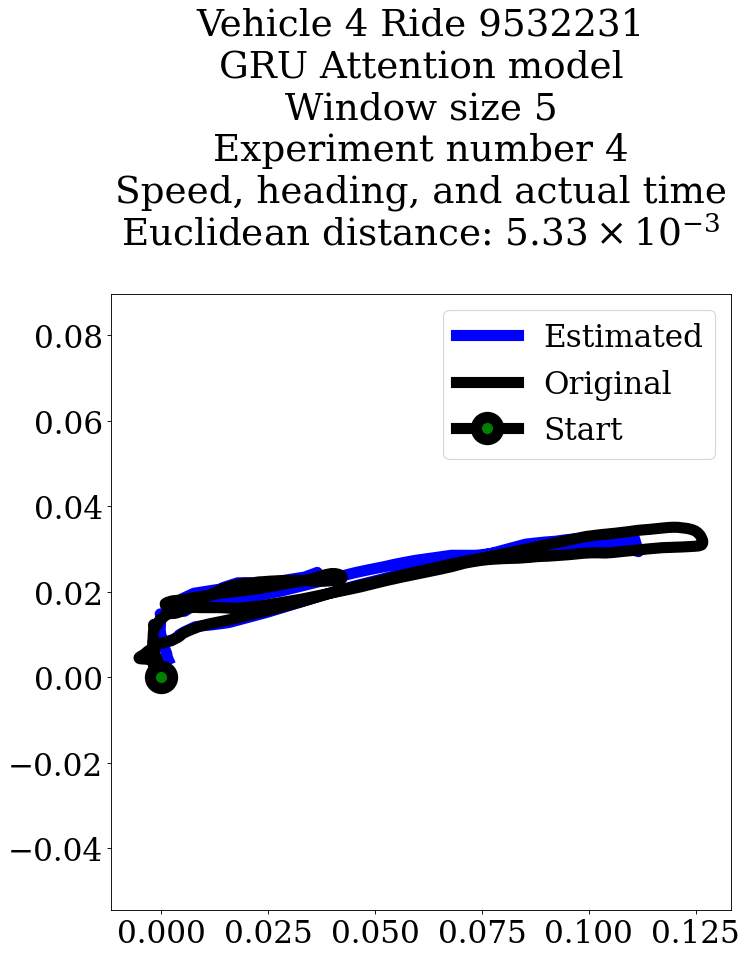 Vehicle 4 Ride 9532231
GRU Attention model
Window size 5
Experiment number 4
Speed, heading, and actual time
Euclidean distance: 5.33 × 10⁻³
Estimated
Original
Start
0.08
0.06
0.04
0.02
0.00
−0.02
−0.04
0.000 0.025 0.050 0.075 0.100 0.125